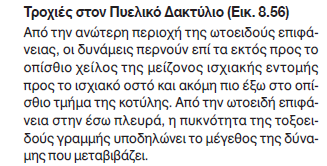 Τροχιές στον Πυελικό Δακτύλιο (Εικ. 8.56)
Από την ανώτερη περιοχή της ωτοειδούς επιφά-
νειας, οι δυνάμεις περνούν επί τα εκτός προς το
οπίσθιο χείλος της μείζονος ισχιακής εντομής
προς το ισχιακό οστό και ακόμη πιο έξω στο οπί-
σθιο τμήμα της κοτύλης. Από την ωτοειδή επιφά-
νεια στην έσω πλευρά, η πυκνότητα της τοξοει-
δούς γραμμής υποδηλώνει το μέγεθος της δύνα-
μης που μεταβιβάζει.